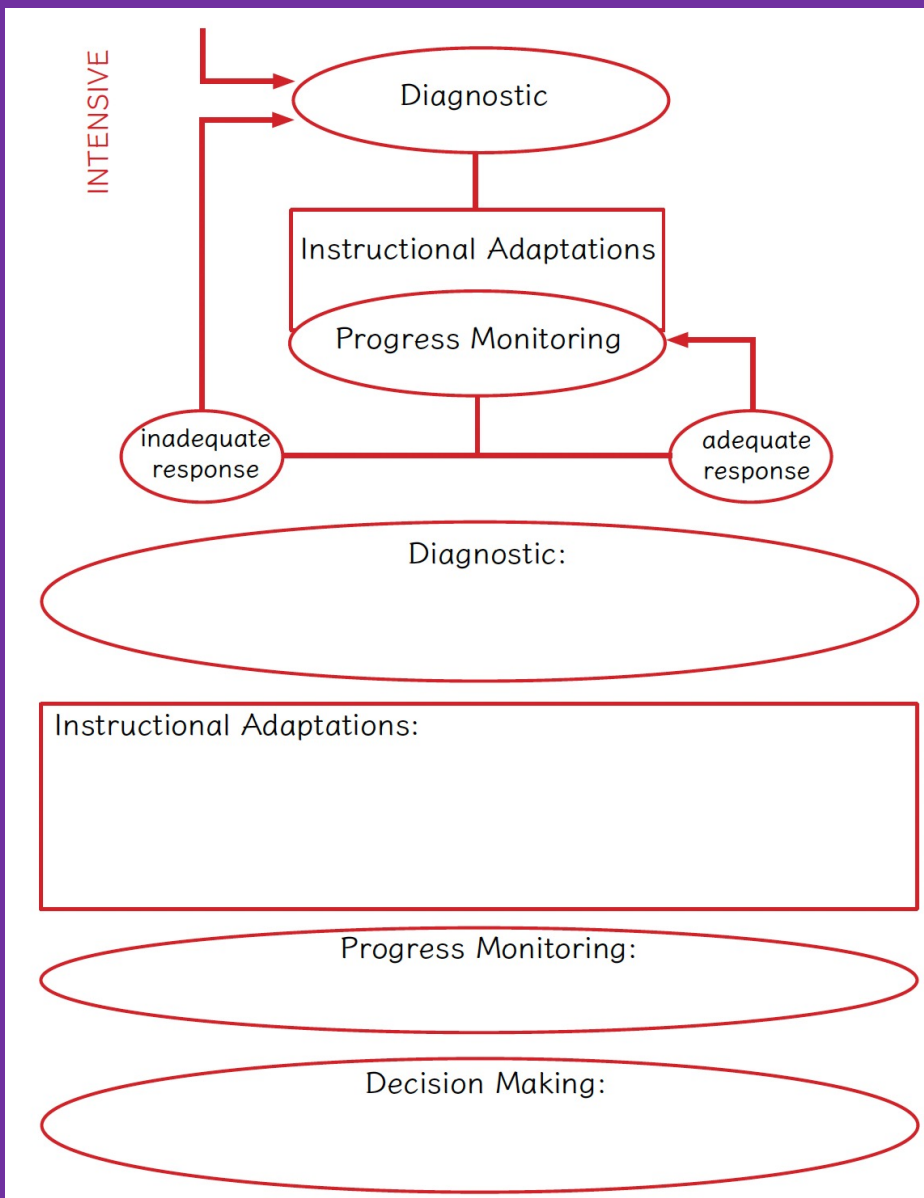 INTENSIVE
Diagnostic
Instructional Adaptations
Progress Monitoring
inadequate
response
adequate
response
Diagnostic:
Instructional Adaptations:
Progress Monitoring:
Decision Making: